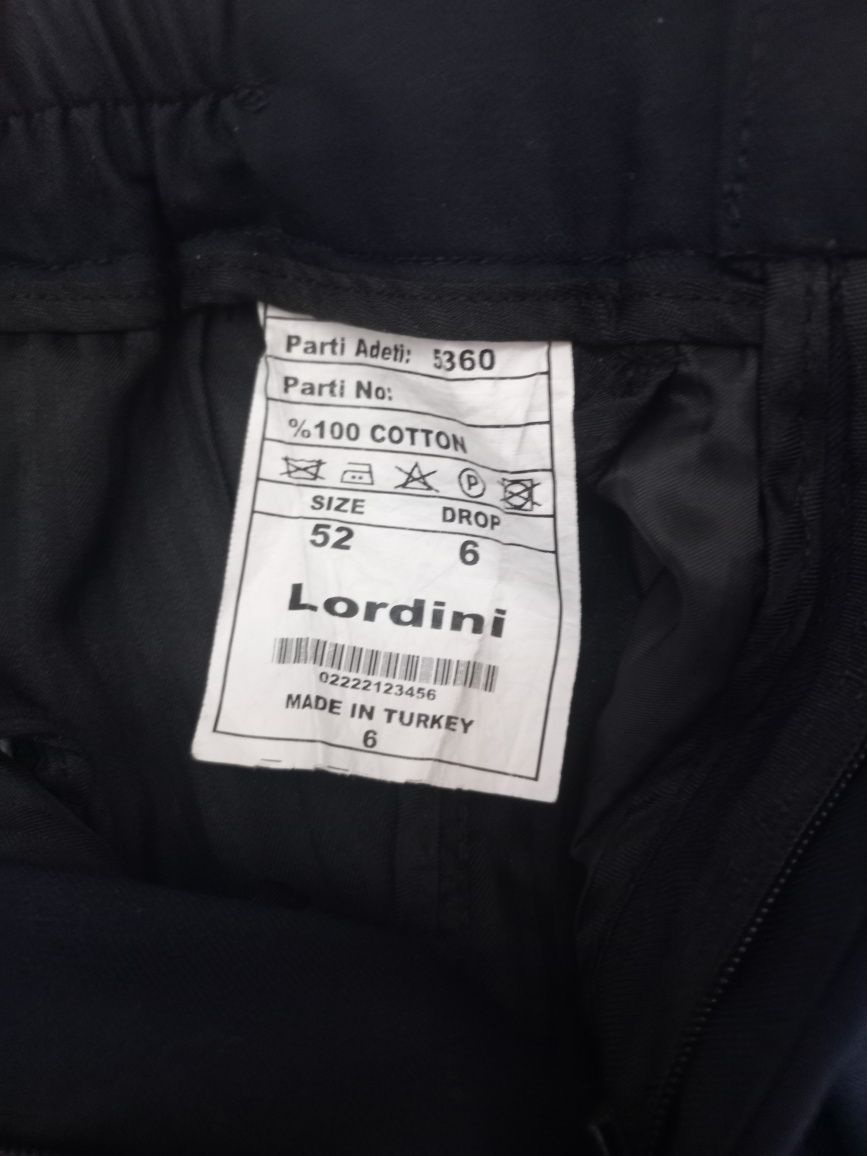 Parti Adeti: 5360
Parti No:
%100 COTTON
P
SIZE DROP
52 6
Lordini
02222123456
MADE IN TURKEY
6